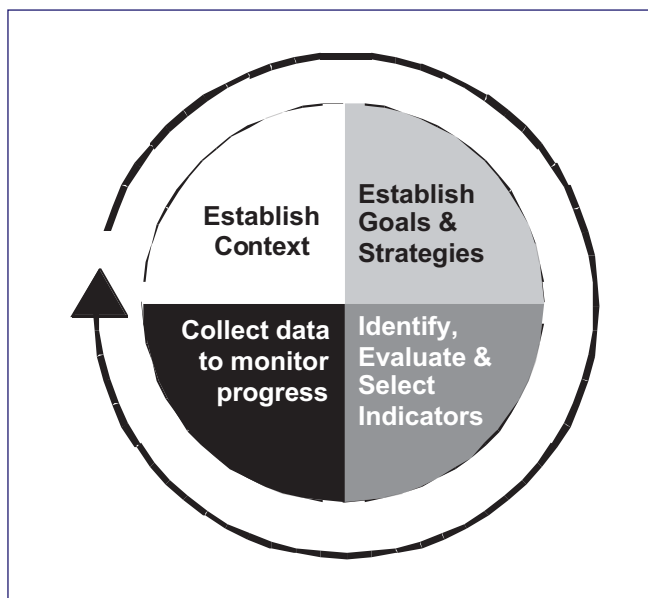 Establish
Context
Establish
Goals &
Strategies
Identify,
Evaluate &
Select
Indicators
Collect data
to monitor
progress